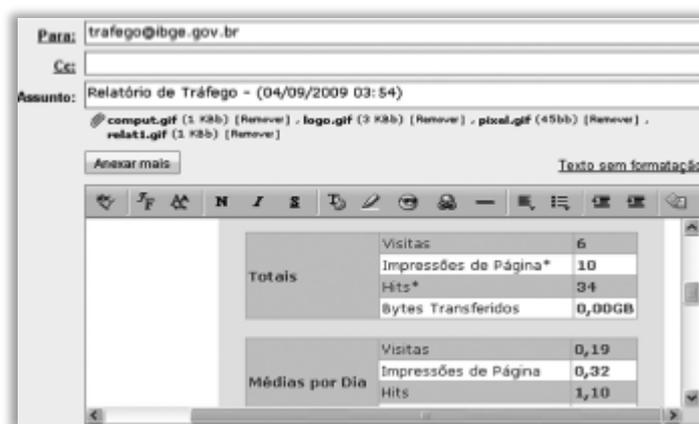 Para: trafego@ibge.gov.br
Cc:
Assunto: Relatório de Tráfego - (04/09/2009 03:54)
comput.gif (1 KBb) [Remover] , logo.gif (3 KBb) [Remover] , pixel.gif (45bb) [Remover] ,
relat1.gif (1 KBb) [Remover]
Anexar mais Texto sem formatação
N I S
Totais
Visitas 6
Impressões de Página* 10
Hits* 34
Bytes Transferidos 0,00GB
Médias por Dia
Visitas 0,19
Impressões de Página 0,32
Hits 1,10